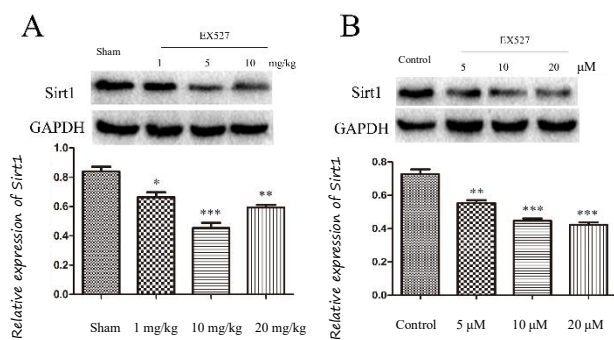 A
EX527
Sham
1 5 10 mg/kg
Sirt1
GAPDH
Relative expression of Sirt1
1.0
0.8
0.6
0.4
0.2
0.0
*
***
**
Sham 1 mg/kg 10 mg/kg 20 mg/kg
B
EX527
Control
5 10 20 μM
Sirt1
GAPDH
Relative expression of Sirt1
0.8
0.6
0.4
0.2
0.0
**
***
***
Control 5 μM 10 μM 20 μM